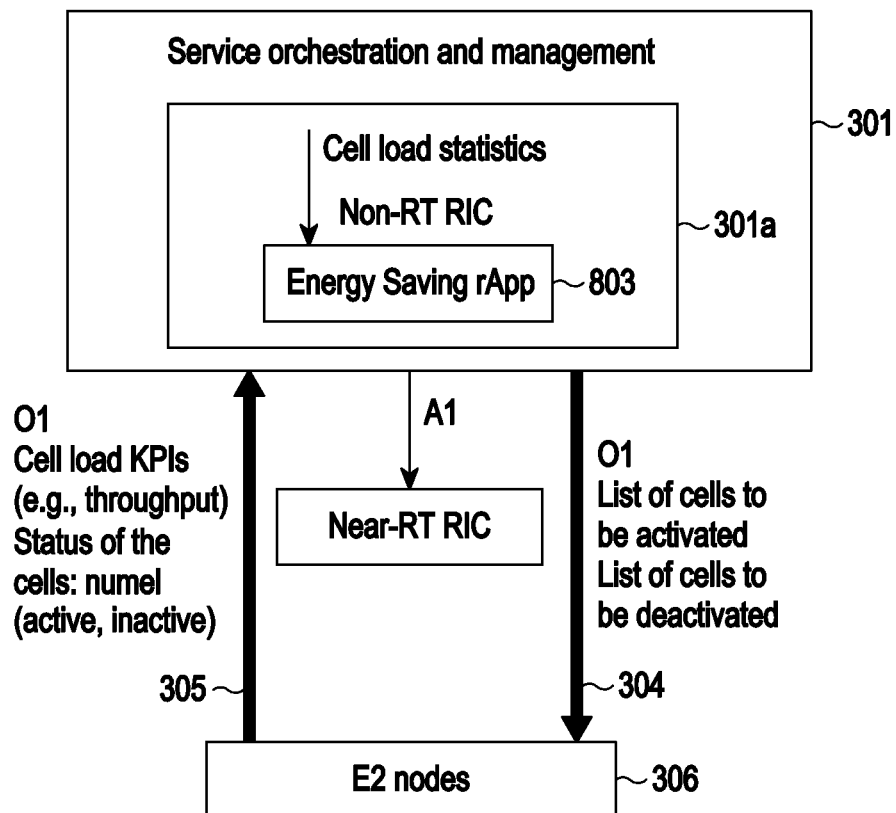 Service orchestration and management
301
Cell load statistics
Non-RT RIC
301a
Energy Saving rApp
803
O1
Cell load KPIs
(e.g., throughput)
Status of the
cells: numel
(active, inactive)
A1
Near-RT RIC
O1
List of cells to
be activated
List of cells to
be deactivated
305
304
E2 nodes
306